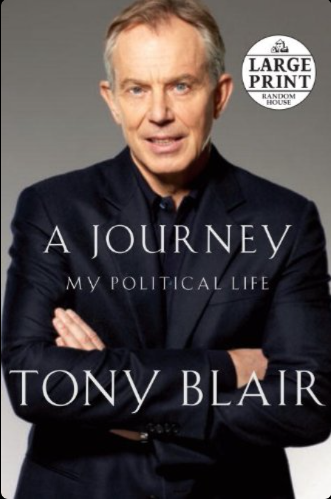 LARGE
PRINT
RANDOM
HOUSE
A JOURNEY
MY POLITICAL LIFE
TONY BLAIR